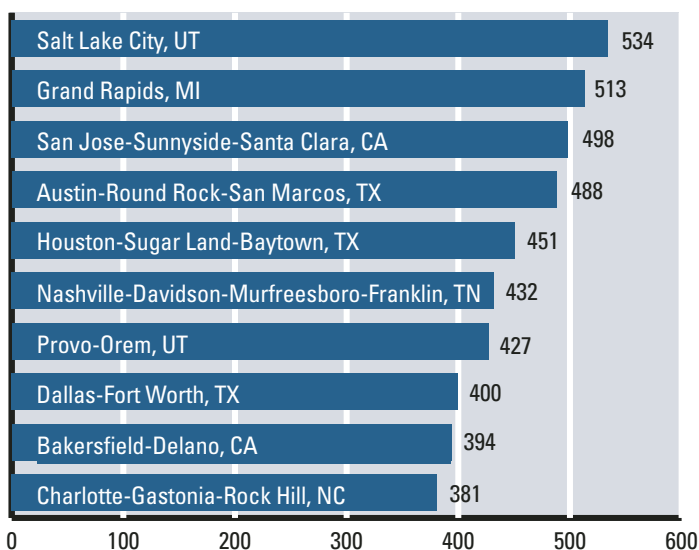 Salt Lake City, UT 534
Grand Rapids, MI 513
San Jose-Sunnyside-Santa Clara, CA 498
Austin-Round Rock-San Marcos, TX 488
Houston-Sugar Land-Baytown, TX 451
Nashville-Davidson-Murfreesboro-Franklin, TN 432
Provo-Orem, UT 427
Dallas-Fort Worth, TX 400
Bakersfield-Delano, CA 394
Charlotte-Gastonia-Rock Hill, NC 381
0 100 200 300 400 500 600